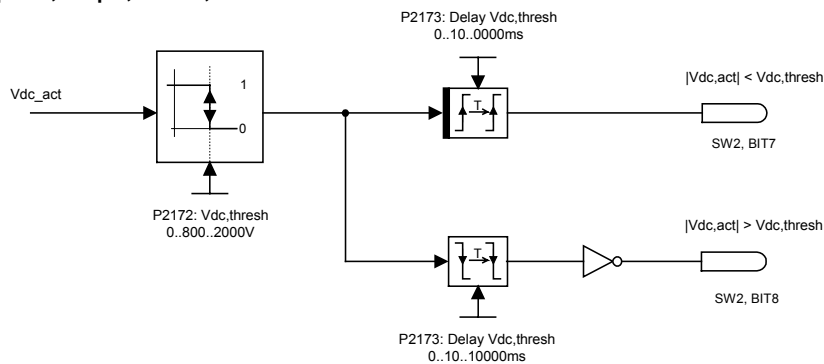 P2173: Delay Vdc,thresh
0..10..0000ms
|Vdc,act| < Vdc,thresh
1
Vdc_act
T
0
SW2, BIT7
P2172: Vdc,thresh
0..800..2000V
|Vdc,act| > Vdc,thresh
T
SW2, BIT8
P2173: Delay Vdc,thresh
0..10..10000ms